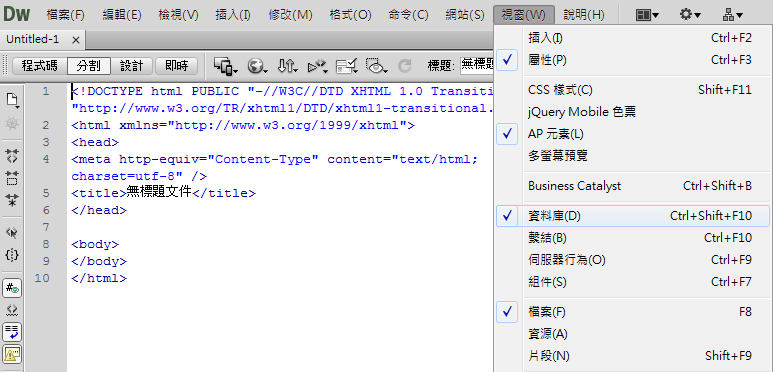 Dw 檔案(F) 編輯(E) 檢視(V) 插入(I) 修改(M) 格式(O) 命令(C) 網站(S) 視窗(W) 說明(H)
Untitled-1 ×
程式碼 分割 設計 即時 標題: 無標題
1 <!DOCTYPE html PUBLIC "-//W3C//DTD XHTML 1.0 Transiti
"http://www.w3.org/TR/xhtml1/DTD/xhtml1-transitional.
2 <html xmlns="http://www.w3.org/1999/xhtml">
3 <head>
4 <meta http-equiv="Content-Type" content="text/html;
charset=utf-8" />
5 <title>無標題文件</title>
6 </head>
7
8 <body>
9 </body>
10 </html>
插入(I) Ctrl+F2
屬性(P) Ctrl+F3
CSS 樣式(C) Shift+F11
jQuery Mobile 色票
AP 元素(L)
多螢幕預覽
Business Catalyst Ctrl+Shift+B
資料庫(D) Ctrl+Shift+F10
繫結(B) Ctrl+F10
伺服器行為(O) Ctrl+F9
組件(S) Ctrl+F7
檔案(F) F8
資源(A)
片段(N) Shift+F9